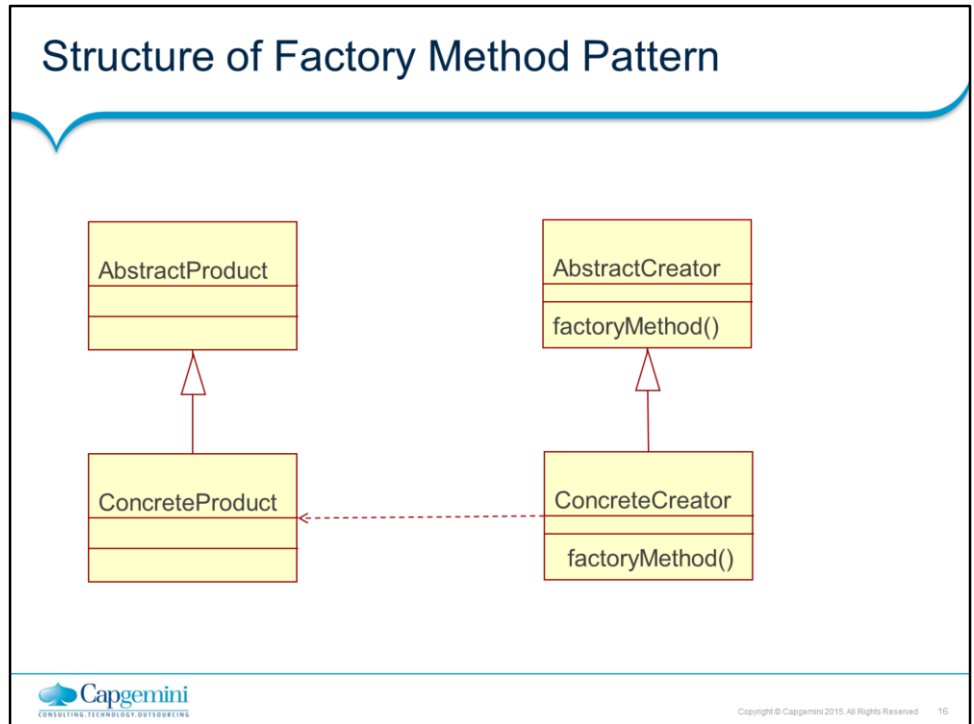 Structure of Factory Method Pattern
AbstractProduct
AbstractCreator
factoryMethod()
ConcreteProduct
ConcreteCreator
factoryMethod()
Capgemini
CONSULTING.TECHNOLOGY.OUTSOURCING
Copyright © Capgemini 2015. All Rights Reserved 16